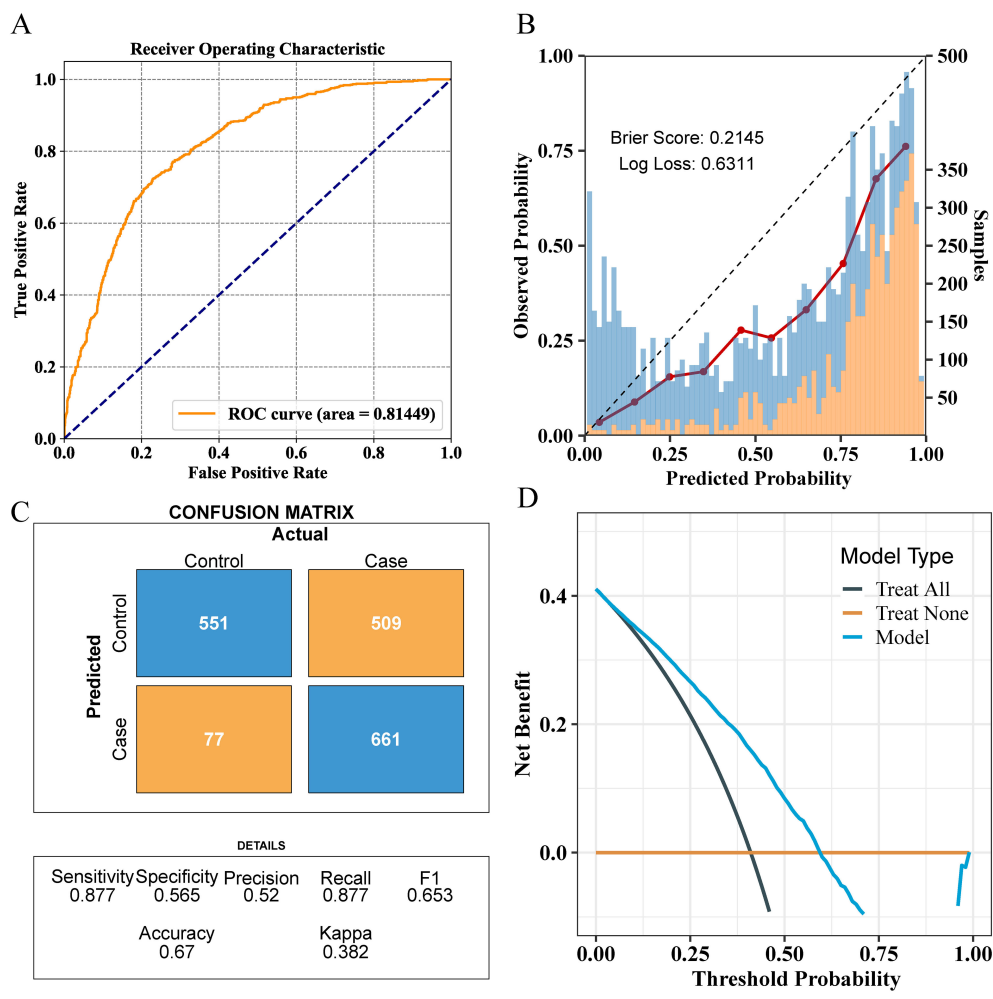 A
Receiver Operating Characteristic
True Positive Rate
1.0
0.8
0.6
0.4
0.2
0.0
ROC curve (area = 0.81449)
0.0 0.2 0.4 0.6 0.8 1.0
False Positive Rate
B
Observed Probability
1.00
0.75
0.50
0.25
0.00
Brier Score: 0.2145
Log Loss: 0.6311
500
350
300
250
200
150
100
50
Samples
0.00 0.25 0.50 0.75 1.00
Predicted Probability
C
CONFUSION MATRIX
Actual
Control Case
Predicted
Control
551 509
Case
77 661
DETAILS
Sensitivity Specificity Precision Recall F1
0.877 0.565 0.52 0.877 0.653
Accuracy Kappa
0.67 0.382
D
Net Benefit
0.4
0.2
0.0
Model Type
Treat All
Treat None
Model
0.00 0.25 0.50 0.75 1.00
Threshold Probability